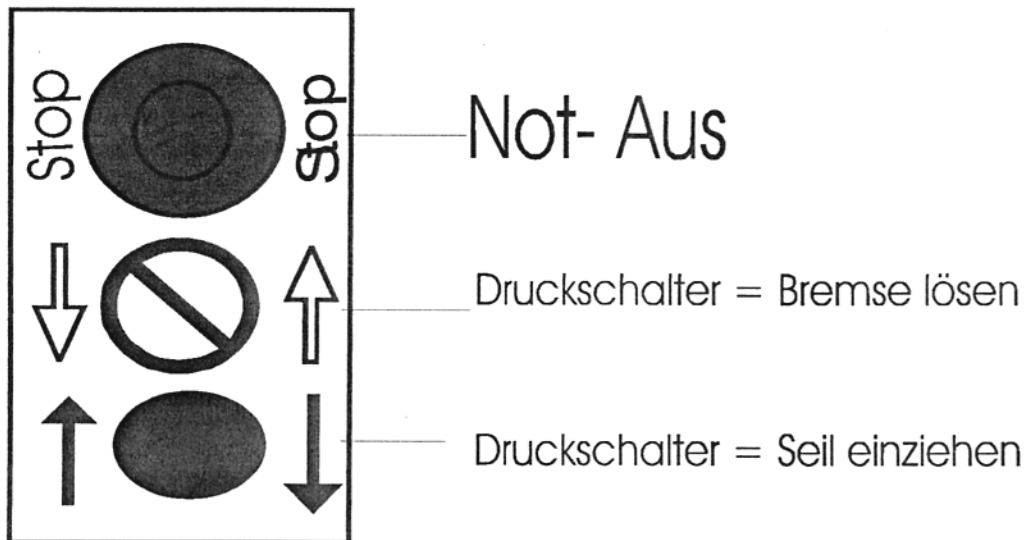 Stop
Stop
Not- Aus
Druckschalter = Bremse lösen
Druckschalter = Seil einziehen